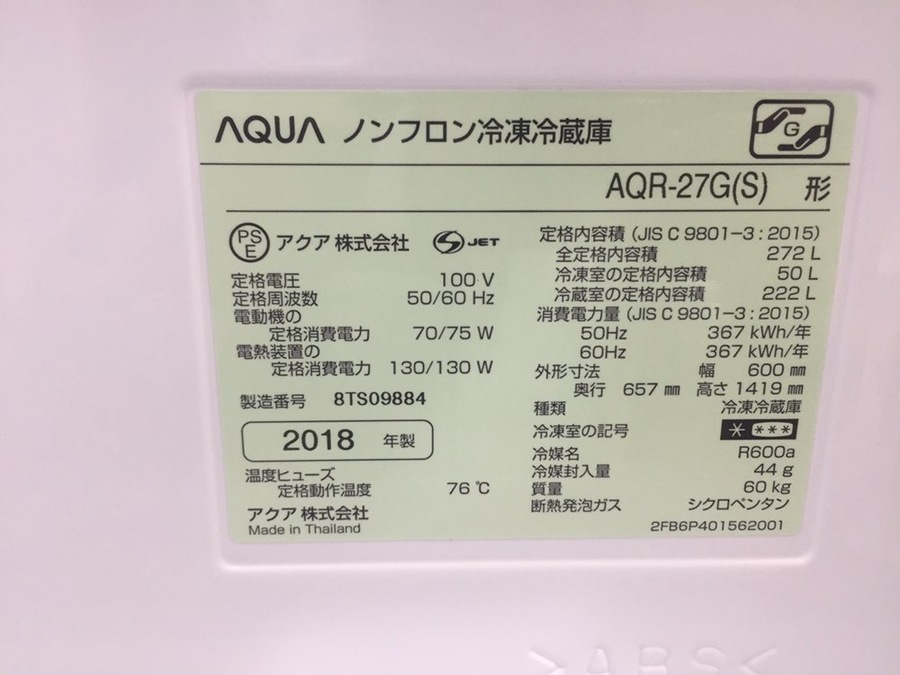 AQUA ノンフロン冷凍冷蔵庫
G
AQR-27G(S) 形
PSE アクア 株式会社 S JET
定格電圧 100 V
定格周波数 50/60 Hz
電動機の
定格消費電力 70/75 W
電熱装置の
定格消費電力 130/130 W
製造番号 8TS09884
2018 年製
温度ヒューズ
定格動作温度 76 ℃
アクア 株式会社
Made in Thailand
定格内容積 (JIS C 9801-3 : 2015)
全定格内容積 272 L
冷凍室の定格内容積 50 L
冷蔵室の定格内容積 222 L
消費電力量 (JIS C 9801-3 : 2015)
50Hz 367 kWh/年
60Hz 367 kWh/年
外形寸法 幅 600 mm
奥行 657 mm 高さ 1419 mm
種類 冷凍冷蔵庫
冷凍室の記号 * ***
冷媒名 R600a
冷媒封入量 44 g
質量 60 kg
断熱発泡ガス シクロペンタン
2FB6P401562001
>ABS<